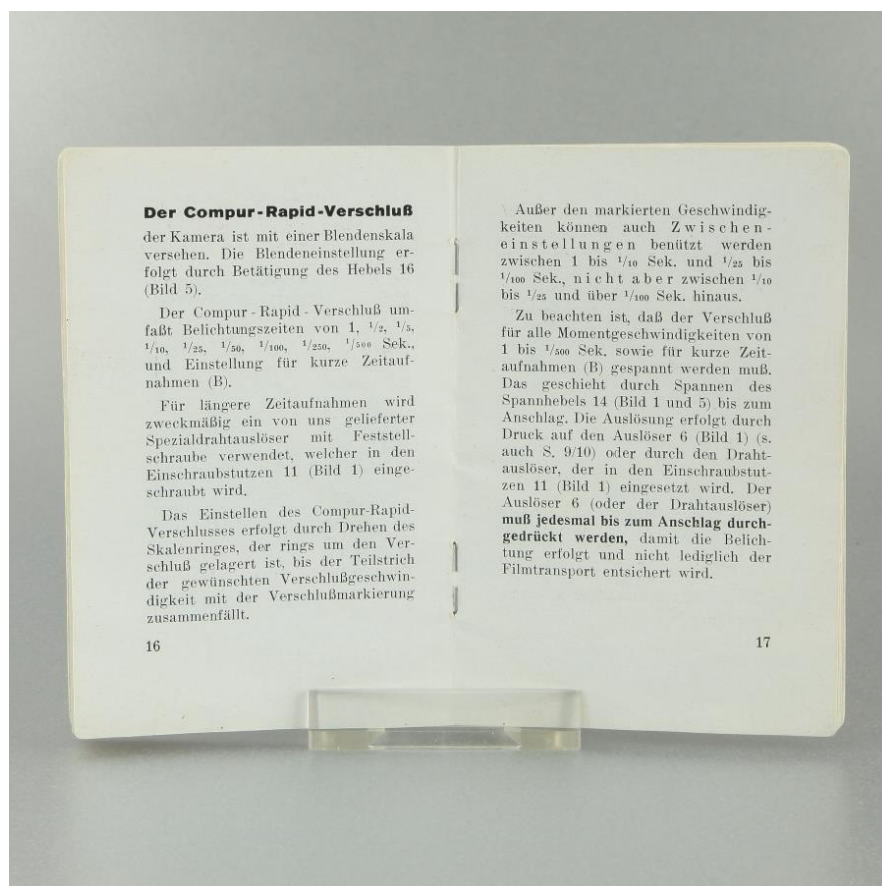 Der Compur-Rapid-Verschluß
der Kamera ist mit einer Blendenskala
versehen. Die Blendeneinstellung er-
folgt durch Betätigung des Hebels 16
(Bild 5).
Der Compur-Rapid-Verschluß um-
faßt Belichtungszeiten von 1, 1/2, 1/5,
1/10, 1/25, 1/50, 1/100, 1/250, 1/500 Sek.,
und Einstellung für kurze Zeitauf-
nahmen (B).
Für längere Zeitaufnahmen wird
zweckmäßig ein von uns gelieferter
Spezialdrahtauslöser mit Feststell-
schraube verwendet, welcher in den
Einschraubstutzen 11 (Bild 1) einge-
schraubt wird.
Das Einstellen des Compur-Rapid-
Verschlusses erfolgt durch Drehen des
Skalenringes, der rings um den Ver-
schluß gelagert ist, bis der Teilstrich
der gewünschten Verschlußgeschwin-
digkeit mit der Verschlußmarkierung
zusammenfällt.
16
Außer den markierten Geschwindig-
keiten können auch Zwischen-
einstellungen benützt werden
zwischen 1 bis 1/10 Sek. und 1/25 bis
1/100 Sek., nicht aber zwischen 1/10
bis 1/25 und über 1/100 Sek. hinaus.
Zu beachten ist, daß der Verschluß
für alle Momentgeschwindigkeiten von
1 bis 1/500 Sek. sowie für kurze Zeit-
aufnahmen (B) gespannt werden muß.
Das geschieht durch Spannen des
Spannhebels 14 (Bild 1 und 5) bis zum
Anschlag. Die Auslösung erfolgt durch
Druck auf den Auslöser 6 (Bild 1) (s.
auch S. 9/10) oder durch den Draht-
auslöser, der in den Einschraubstut-
zen 11 (Bild 1) eingesetzt wird. Der
Auslöser 6 (oder der Drahtauslöser)
muß jedesmal bis zum Anschlag durch-
gedrückt werden, damit die Belich-
tung erfolgt und nicht lediglich der
Filmtransport entsichert wird.
17